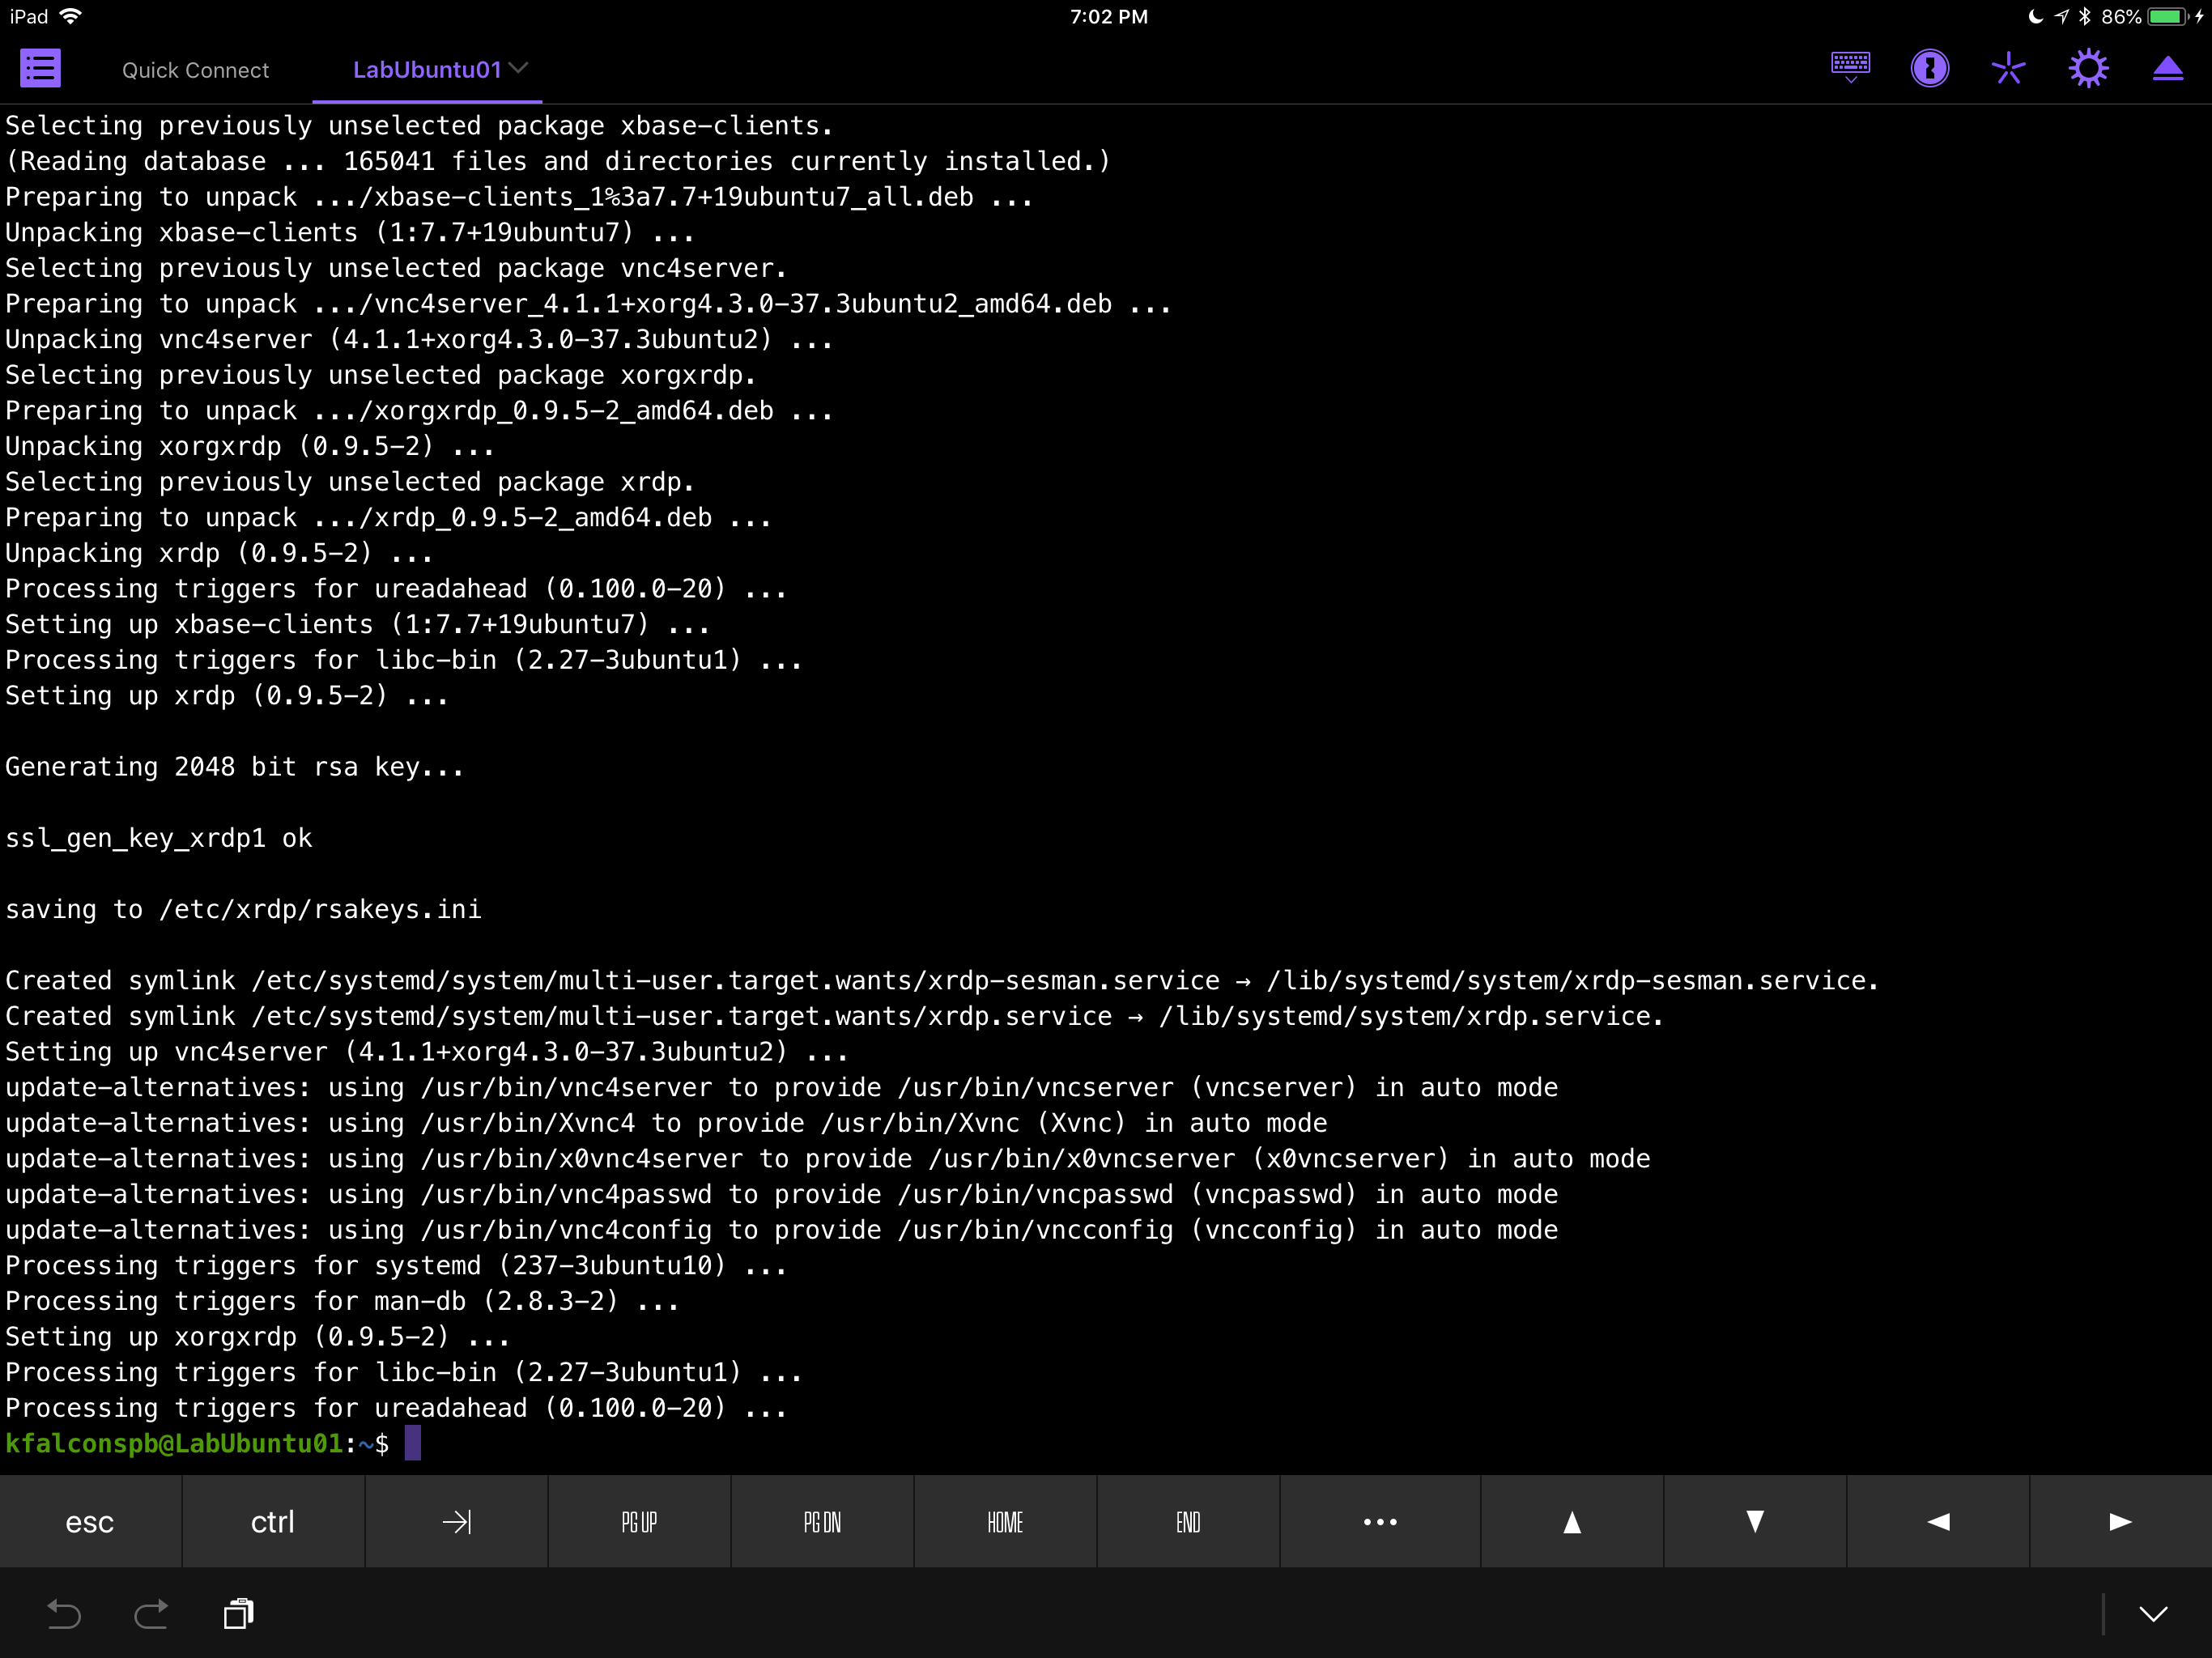 iPad 7:02 PM 86%
Quick Connect LabUbuntu01
Selecting previously unselected package xbase-clients.
(Reading database ... 165041 files and directories currently installed.)
Preparing to unpack .../xbase-clients_1%3a7.7+19ubuntu7_all.deb ...
Unpacking xbase-clients (1:7.7+19ubuntu7) ...
Selecting previously unselected package vnc4server.
Preparing to unpack .../vnc4server_4.1.1+xorg4.3.0-37.3ubuntu2_amd64.deb ...
Unpacking vnc4server (4.1.1+xorg4.3.0-37.3ubuntu2) ...
Selecting previously unselected package xorgxrdp.
Preparing to unpack .../xorgxrdp_0.9.5-2_amd64.deb ...
Unpacking xorgxrdp (0.9.5-2) ...
Selecting previously unselected package xrdp.
Preparing to unpack .../xrdp_0.9.5-2_amd64.deb ...
Unpacking xrdp (0.9.5-2) ...
Processing triggers for ureadahead (0.100.0-20) ...
Setting up xbase-clients (1:7.7+19ubuntu7) ...
Processing triggers for libc-bin (2.27-3ubuntu1) ...
Setting up xrdp (0.9.5-2) ...
Generating 2048 bit rsa key...
ssl_gen_key_xrdp1 ok
saving to /etc/xrdp/rsakeys.ini
Created symlink /etc/systemd/system/multi-user.target.wants/xrdp-sesman.service → /lib/systemd/system/xrdp-sesman.service.
Created symlink /etc/systemd/system/multi-user.target.wants/xrdp.service → /lib/systemd/system/xrdp.service.
Setting up vnc4server (4.1.1+xorg4.3.0-37.3ubuntu2) ...
update-alternatives: using /usr/bin/vnc4server to provide /usr/bin/vncserver (vncserver) in auto mode
update-alternatives: using /usr/bin/Xvnc4 to provide /usr/bin/Xvnc (Xvnc) in auto mode
update-alternatives: using /usr/bin/x0vnc4server to provide /usr/bin/x0vncserver (x0vncserver) in auto mode
update-alternatives: using /usr/bin/vnc4passwd to provide /usr/bin/vncpasswd (vncpasswd) in auto mode
update-alternatives: using /usr/bin/vnc4config to provide /usr/bin/vncconfig (vncconfig) in auto mode
Processing triggers for systemd (237-3ubuntu10) ...
Processing triggers for man-db (2.8.3-2) ...
Setting up xorgxrdp (0.9.5-2) ...
Processing triggers for libc-bin (2.27-3ubuntu1) ...
Processing triggers for ureadahead (0.100.0-20) ...
kfalconspb@LabUbuntu01:~$
esc ctrl PG UP PG DN HOME END •••